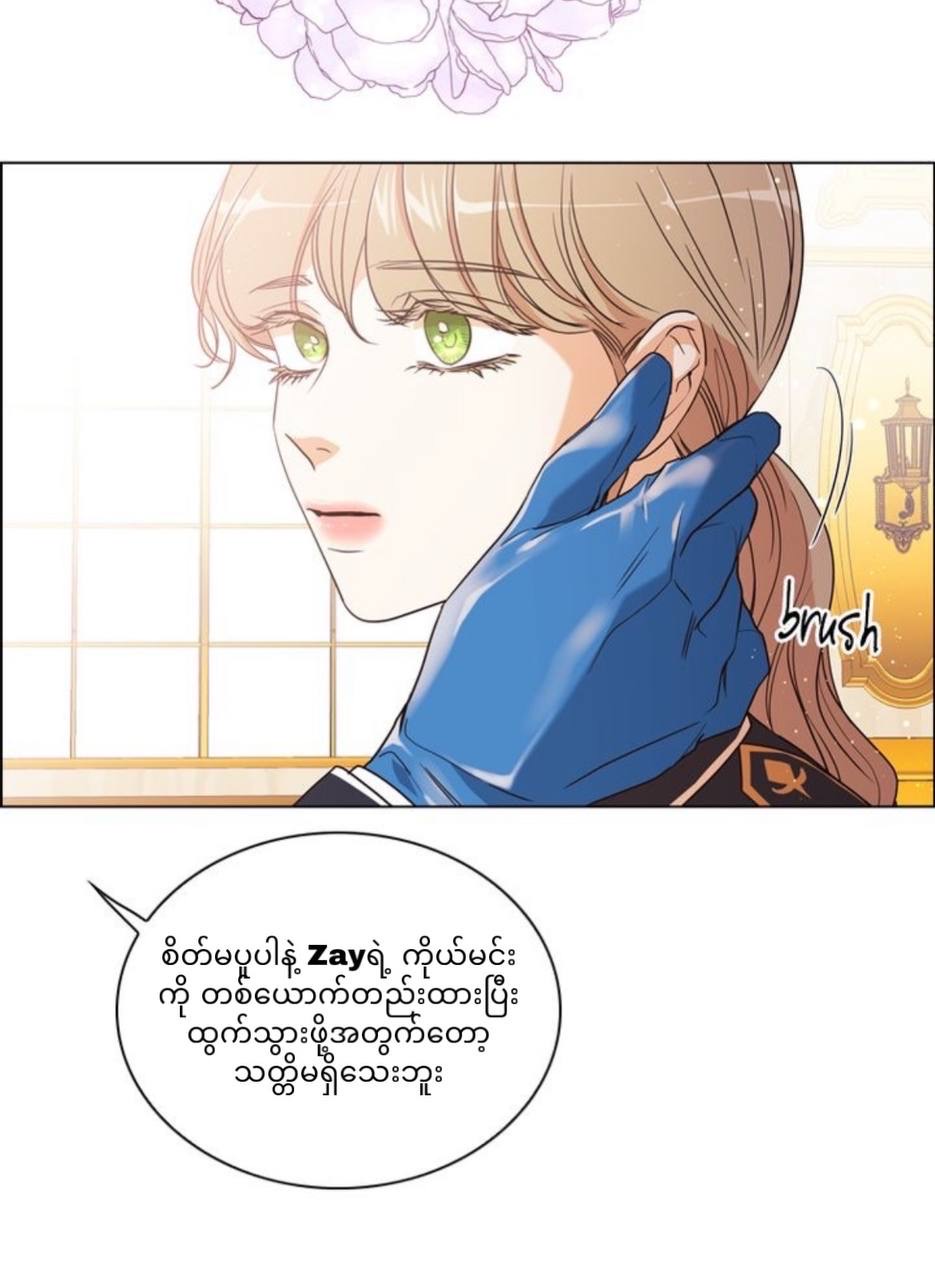 brush
စိတ်မပူပါနဲ့ Zayရဲ့ ကိုယ်မင်း
ကို တစ်ယောက်တည်းထားပြီး
ထွက်သွားဖို့အတွက်တော့
သတ္တိမရှိသေးဘူး